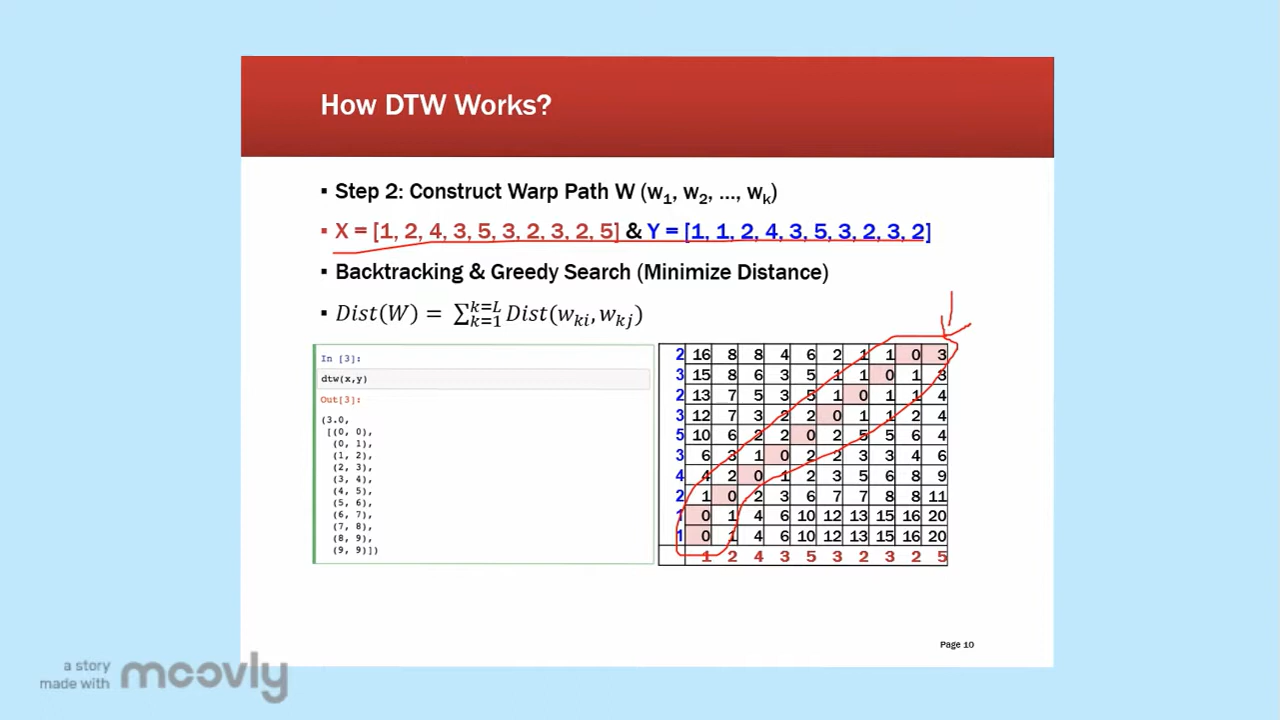 How DTW Works?
▪ Step 2: Construct Warp Path W (w1, w2, ..., wk)
▪ X = [1, 2, 4, 3, 5, 3, 2, 3, 2, 5] & Y = [1, 1, 2, 4, 3, 5, 3, 2, 3, 2]
▪ Backtracking & Greedy Search (Minimize Distance)
▪ Dist(W) = ∑k=1k=L Dist(wki, wkj)
In [3]:
dtw(x,y)
Out[3]:
(3.0,
[(0, 0),
(0, 1),
(1, 2),
(2, 3),
(3, 4),
(4, 5),
(5, 6),
(6, 7),
(7, 8),
(8, 9),
(9, 9)])
2 16 8 8 4 6 2 1 1 0 3
3 15 8 6 3 5 1 1 0 1 3
2 13 7 5 3 5 1 0 1 1 4
3 12 7 3 2 2 0 1 1 2 4
5 10 6 2 2 0 2 5 5 6 4
3 6 3 1 0 2 2 3 3 4 6
4 4 2 0 1 2 3 5 6 8 9
2 1 0 2 3 6 7 7 8 8 11
1 0 1 4 6 10 12 13 15 16 20
1 0 1 4 6 10 12 13 15 16 20
1 2 4 3 5 3 2 3 2 5
Page 10
a story
made with moovly